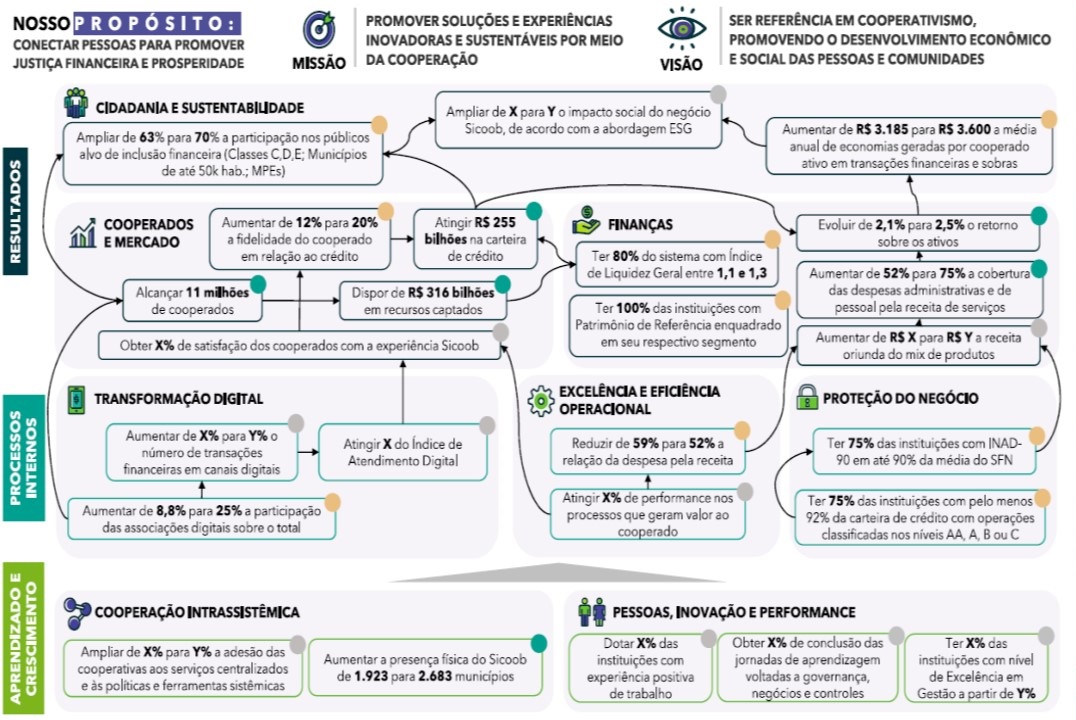 NOSSO PROPÓSITO:
CONECTAR PESSOAS PARA PROMOVER
JUSTIÇA FINANCEIRA E PROSPERIDADE
MISSÃO
PROMOVER SOLUÇÕES E EXPERIÊNCIAS
INOVADORAS E SUSTENTÁVEIS POR MEIO
DA COOPERAÇÃO
VISÃO
SER REFERÊNCIA EM COOPERATIVISMO,
PROMOVENDO O DESENVOLVIMENTO ECONÔMICO
E SOCIAL DAS PESSOAS E COMUNIDADES
RESULTADOS
CIDADANIA E SUSTENTABILIDADE
Ampliar de 63% para 70% a participação nos públicos
alvo de inclusão financeira (Classes C,D,E; Municípios
de até 50k hab.; MPEs)
Ampliar de X para Y o impacto social do negócio
Sicoob, de acordo com a abordagem ESG
Aumentar de R$ 3.185 para R$ 3.600 a média
anual de economias geradas por cooperado
ativo em transações financeiras e sobras
COOPERADOS
E MERCADO
Aumentar de 12% para 20%
a fidelidade do cooperado
em relação ao crédito
Atingir R$ 255
bilhões na carteira
de crédito
Alcançar 11 milhões
de cooperados
Dispor de R$ 316 bilhões
em recursos captados
Obter X% de satisfação dos cooperados com a experiência Sicoob
FINANÇAS
Ter 80% do sistema com Índice
de Liquidez Geral entre 1,1 e 1,3
Ter 100% das instituições com
Patrimônio de Referência enquadrado
em seu respectivo segmento
Evoluir de 2,1% para 2,5% o retorno
sobre os ativos
Aumentar de 52% para 75% a cobertura
das despesas administrativas e de
pessoal pela receita de serviços
Aumentar de R$ X para R$ Y a receita
oriunda do mix de produtos
PROCESSOS
INTERNOS
TRANSFORMAÇÃO DIGITAL
Aumentar de X% para Y% o
número de transações
financeiras em canais digitais
Atingir X do Índice de
Atendimento Digital
Aumentar de 8,8% para 25% a participação
das associações digitais sobre o total
EXCELÊNCIA E EFICIÊNCIA
OPERACIONAL
Reduzir de 59% para 52% a
relação da despesa pela receita
Atingir X% de performance nos
processos que geram valor ao
cooperado
PROTEÇÃO DO NEGÓCIO
Ter 75% das instituições com INAD-
90 em até 90% da média do SFN
Ter 75% das instituições com pelo menos
92% da carteira de crédito com operações
classificadas nos níveis AA, A, B ou C
APRENDIZADO E
CRESCIMENTO
COOPERAÇÃO INTRASSISTÊMICA
Ampliar de X% para Y% a adesão das
cooperativas aos serviços centralizados
e às políticas e ferramentas sistêmicas
Aumentar a presença física do Sicoob
de 1.923 para 2.683 municípios
PESSOAS, INOVAÇÃO E PERFORMANCE
Dotar X% das
instituições com
experiência positiva
de trabalho
Obter X% de conclusão das
jornadas de aprendizagem
voltadas a governança,
negócios e controles
Ter X% das
instituições com nível
de Excelência em
Gestão a partir de Y%